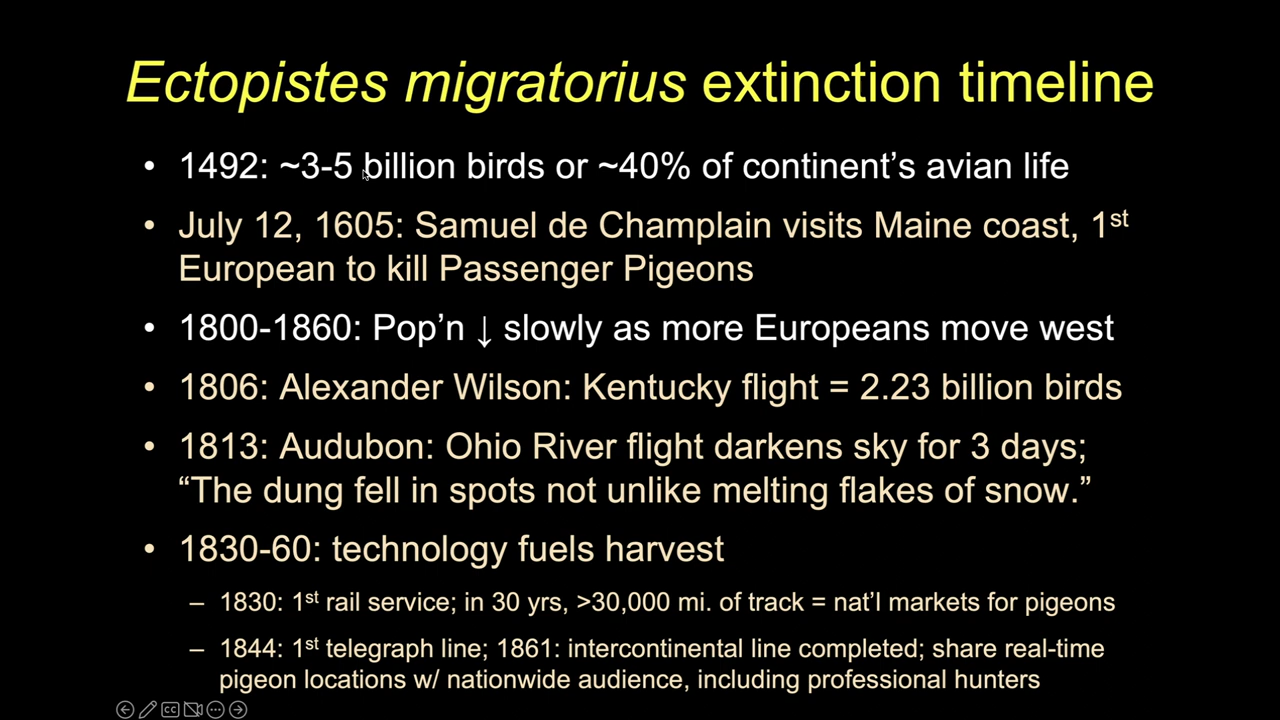 Ectopistes migratorius extinction timeline
• 1492: ~3-5 billion birds or ~40% of continent’s avian life
• July 12, 1605: Samuel de Champlain visits Maine coast, 1st
European to kill Passenger Pigeons
• 1800-1860: Pop’n ↓ slowly as more Europeans move west
• 1806: Alexander Wilson: Kentucky flight = 2.23 billion birds
• 1813: Audubon: Ohio River flight darkens sky for 3 days;
“The dung fell in spots not unlike melting flakes of snow.”
• 1830-60: technology fuels harvest
– 1830: 1st rail service; in 30 yrs, >30,000 mi. of track = nat’l markets for pigeons
– 1844: 1st telegraph line; 1861: intercontinental line completed; share real-time
pigeon locations w/ nationwide audience, including professional hunters
CC